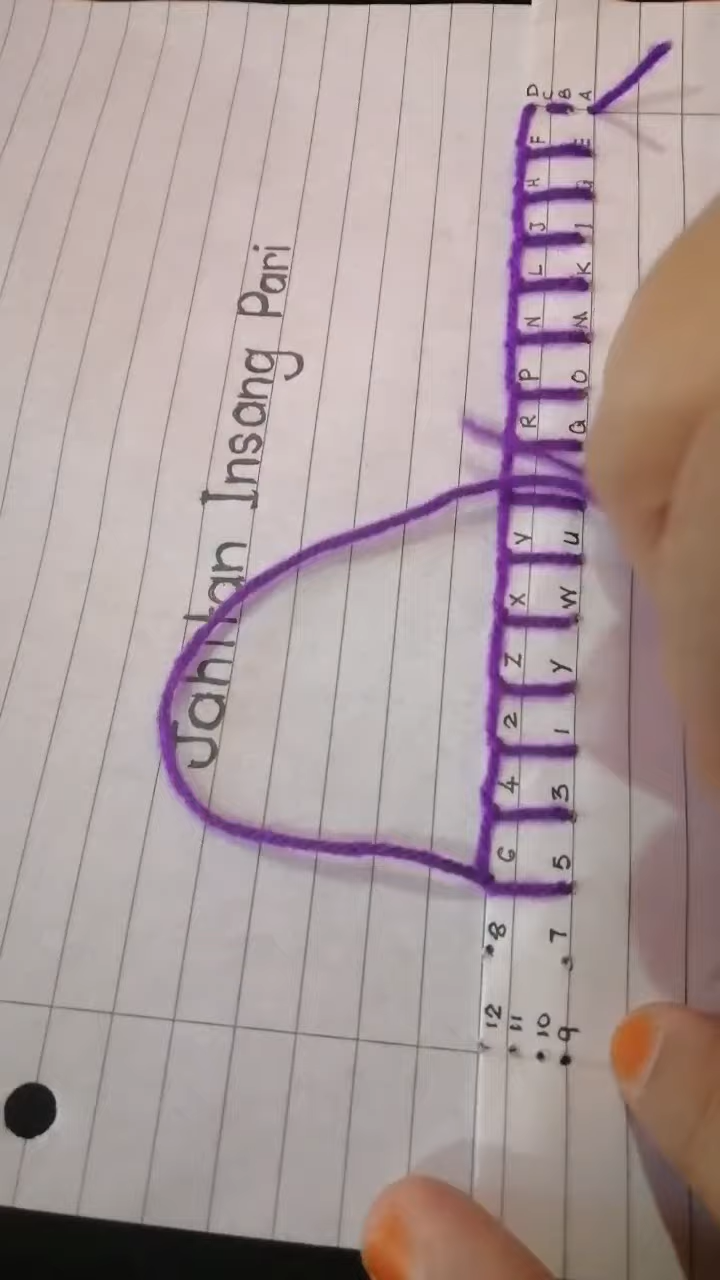 Jahitan Insang Pari
12 8 6 4 2 Z X V R P N L J H F D
11 C
10 B
9 7 5 3 1 Y W U Q O M K I G E A